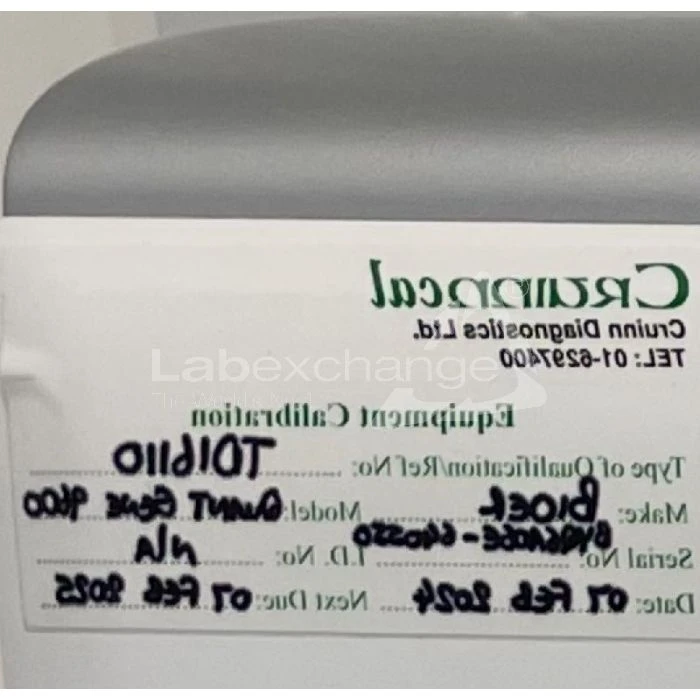 Cruinncal
Cruinn Diagnostics Ltd.
TEL: 01-6297400
Labexchange
Equipment Calibration
Type of Qualification/Ref No: TD16110
Make: BIOER Model: QUANT GENE 9600
Serial No:
I.D. No: N/A
Date: 07 FEB 2024 Next Due: 07 FEB 2025